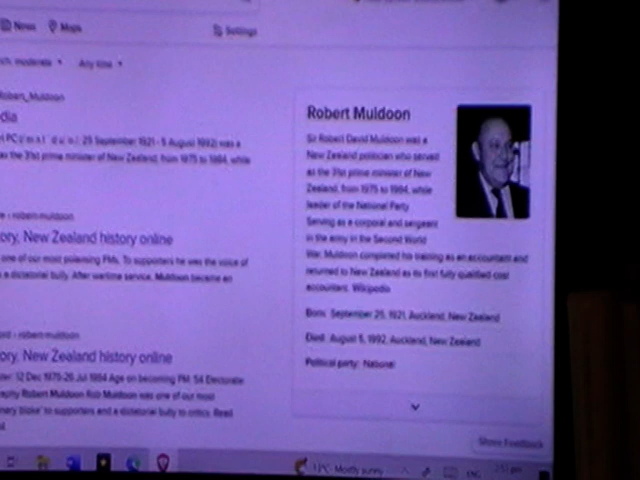 News Maps Settings
moderate Any time
Robert_Muldoon
dia
25 September 1921 - 5 August 1992) was a
as the 31st prime minister of New Zealand, from 1975 to 1984, while
robert-muldoon
ory, New Zealand history online
one of our most polarising PMs. To supporters he was the voice of
a dictatorial bully. After wartime service, Muldoon became an
robert-muldoon
ory, New Zealand history online
12 Dec 1975-26 Jul 1984 Age on becoming PM: 54 Electorate
Robert Muldoon Rob Muldoon was one of our most
bloke' to supporters and a dictatorial bully to critics. Read
Robert Muldoon
Sir Robert David Muldoon was a
New Zealand politician who served
as the 31st prime minister of New
Zealand, from 1975 to 1984, while
leader of the National Party.
Serving as a corporal and sergeant
in the army in the Second World
War, Muldoon completed his training as an accountant and
returned to New Zealand as its first fully qualified cost
accountant. Wikipedia
Born: September 25, 1921, Auckland, New Zealand
Died: August 5, 1992, Auckland, New Zealand
Political party: National
Share Feedback
12°C Mostly sunny ENG